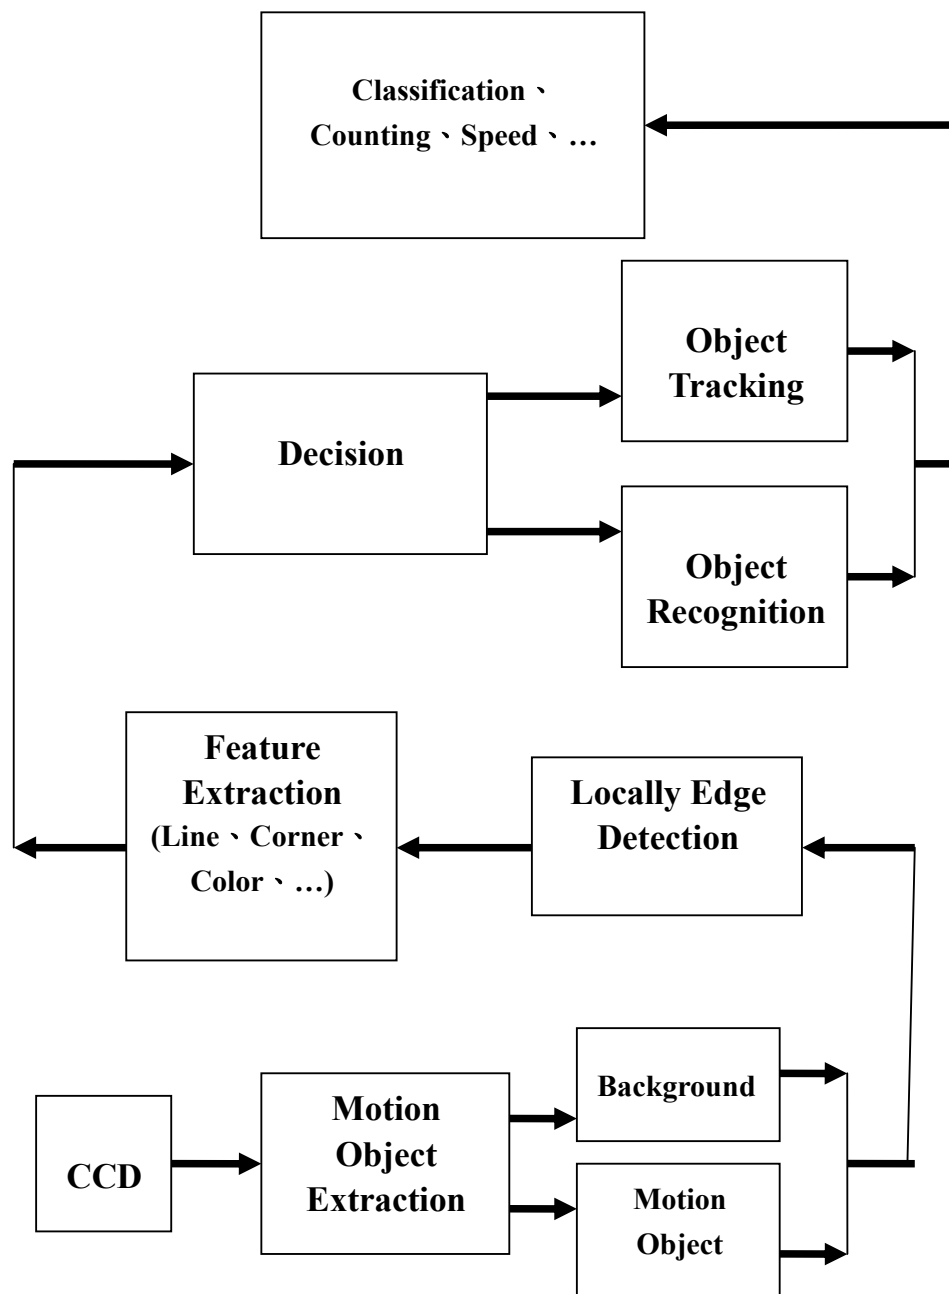 Classification、
Counting、Speed、…
Object
Tracking
Decision
Object
Recognition
Feature
Extraction
(Line、Corner、
Color、…)
Locally Edge
Detection
Background
Motion
Object
Extraction
CCD
Motion
Object